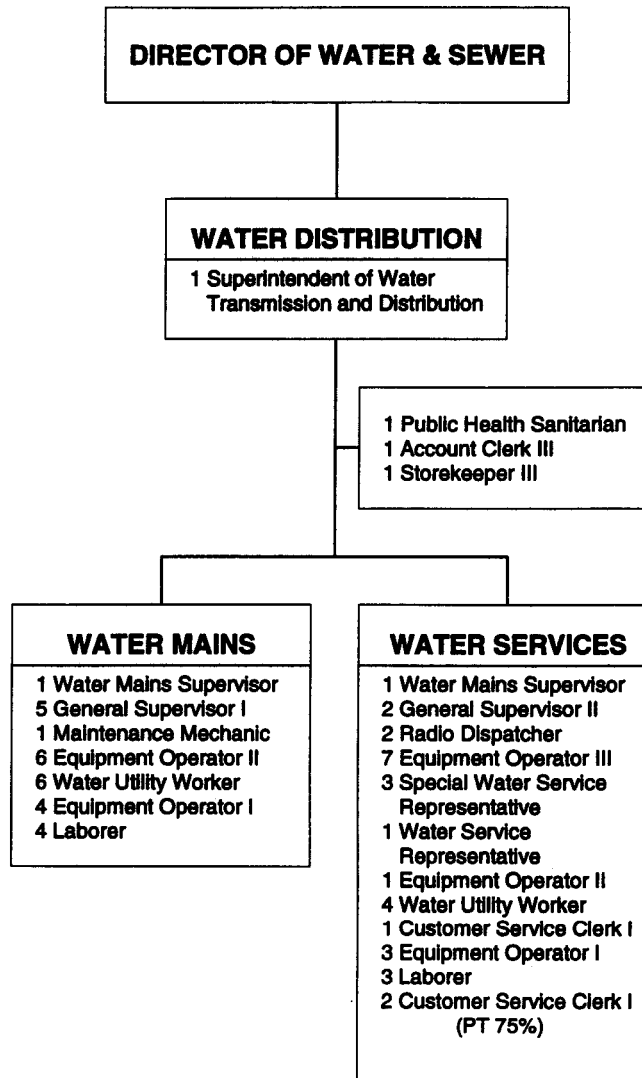 DIRECTOR OF WATER & SEWER
WATER DISTRIBUTION
1 Superintendent of Water
Transmission and Distribution
1 Public Health Sanitarian
1 Account Clerk III
1 Storekeeper III
WATER MAINS
1 Water Mains Supervisor
5 General Supervisor I
1 Maintenance Mechanic
6 Equipment Operator II
6 Water Utility Worker
4 Equipment Operator I
4 Laborer
WATER SERVICES
1 Water Mains Supervisor
2 General Supervisor II
2 Radio Dispatcher
7 Equipment Operator III
3 Special Water Service
Representative
1 Water Service
Representative
1 Equipment Operator II
4 Water Utility Worker
1 Customer Service Clerk I
3 Equipment Operator I
3 Laborer
2 Customer Service Clerk I
(PT 75%)